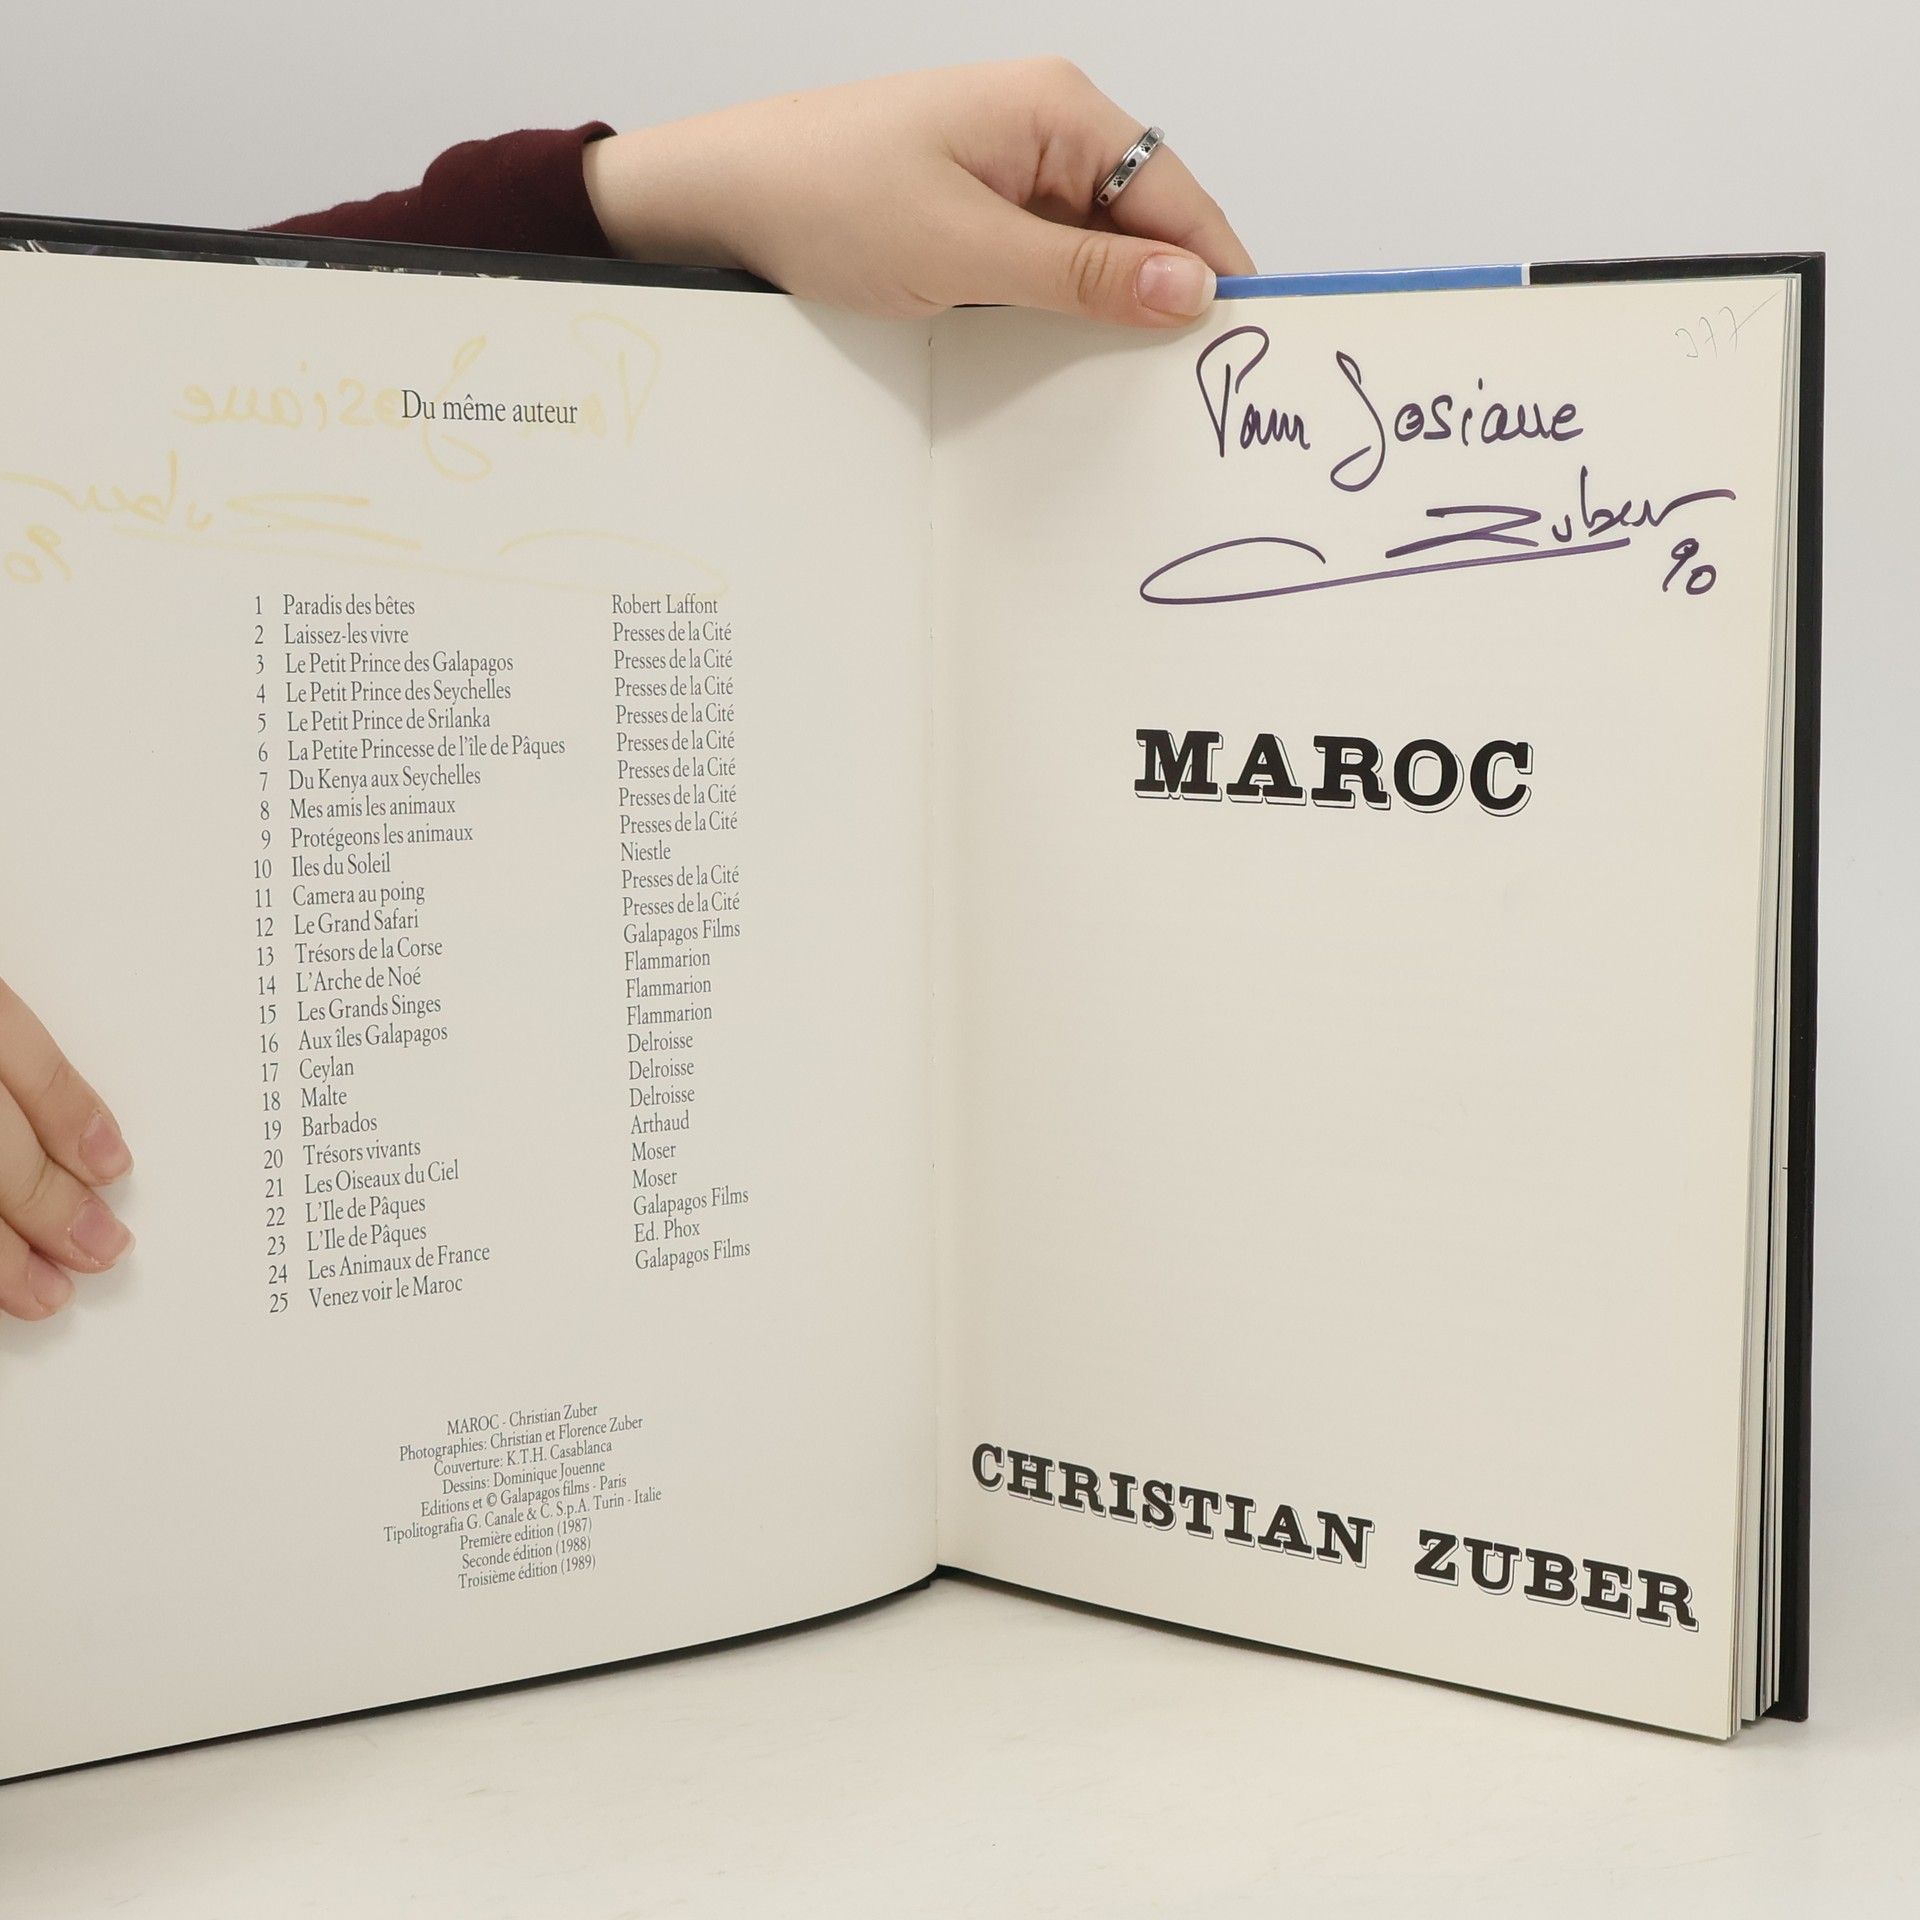 Du même auteur
1 Paradis des bêtes Robert Laffont
2 Laissez-les vivre Presses de la Cité
3 Le Petit Prince des Galapagos Presses de la Cité
4 Le Petit Prince des Seychelles Presses de la Cité
5 Le Petit Prince de Srilanka Presses de la Cité
6 La Petite Princesse de l'île de Pâques Presses de la Cité
7 Du Kenya aux Seychelles Presses de la Cité
8 Mes amis les animaux Presses de la Cité
9 Protégeons les animaux Presses de la Cité
10 Iles du Soleil Niestle
11 Camera au poing Presses de la Cité
12 Le Grand Safari Presses de la Cité
13 Trésors de la Corse Galapagos Films
14 L'Arche de Noé Flammarion
15 Les Grands Singes Flammarion
16 Aux îles Galapagos Flammarion
17 Ceylan Delroisse
18 Malte Delroisse
19 Barbados Delroisse
20 Trésors vivants Arthaud
21 Les Oiseaux du Ciel Moser
22 L'Ile de Pâques Moser
23 L'Ile de Pâques Galapagos Films
24 Les Animaux de France Ed. Phox
25 Venez voir le Maroc Galapagos Films
MAROC - Christian Zuber
Photographies: Christian et Florence Zuber
Couverture: K.T.H. Casablanca
Dessins: Dominique Jouenne
Editions et © Galapagos films - Paris
Tipolitografia G. Canale & C. S.p.A. Turin - Italie
Première edition (1987)
Seconde édition (1988)
Troisième édition (1989)
Pour Josiane
Zuber
90
MAROC
CHRISTIAN ZUBER